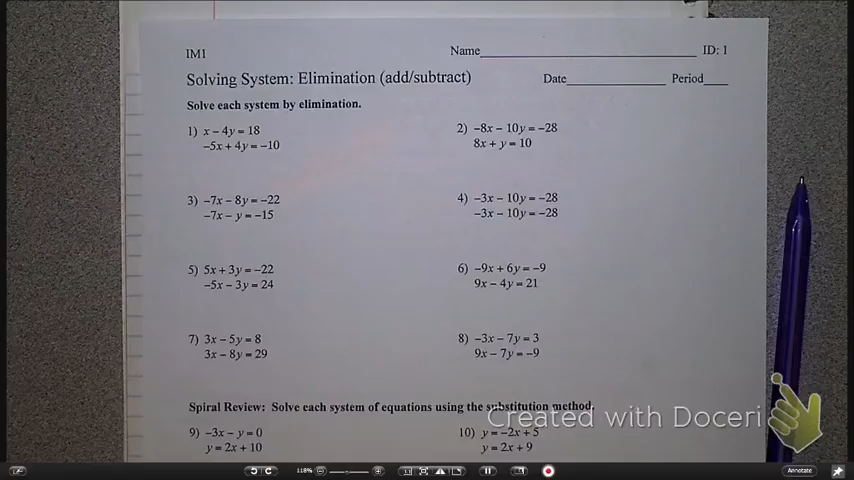 IM1
Name ID: 1
Solving System: Elimination (add/subtract)
Date Period
Solve each system by elimination.
1) x − 4y = 18
−5x + 4y = −10
2) −8x − 10y = −28
8x + y = 10
3) −7x − 8y = −22
−7x − y = −15
4) −3x − 10y = −28
−3x − 10y = −28
5) 5x + 3y = −22
−5x − 3y = 24
6) −9x + 6y = −9
9x − 4y = 21
7) 3x − 5y = 8
3x − 8y = 29
8) −3x − 7y = 3
9x − 7y = −9
Spiral Review: Solve each system of equations using the substitution method.
Created with Doceri
9) −3x − y = 0
y = 2x + 10
10) y = −2x + 5
y = 2x + 9
118%
Annotate